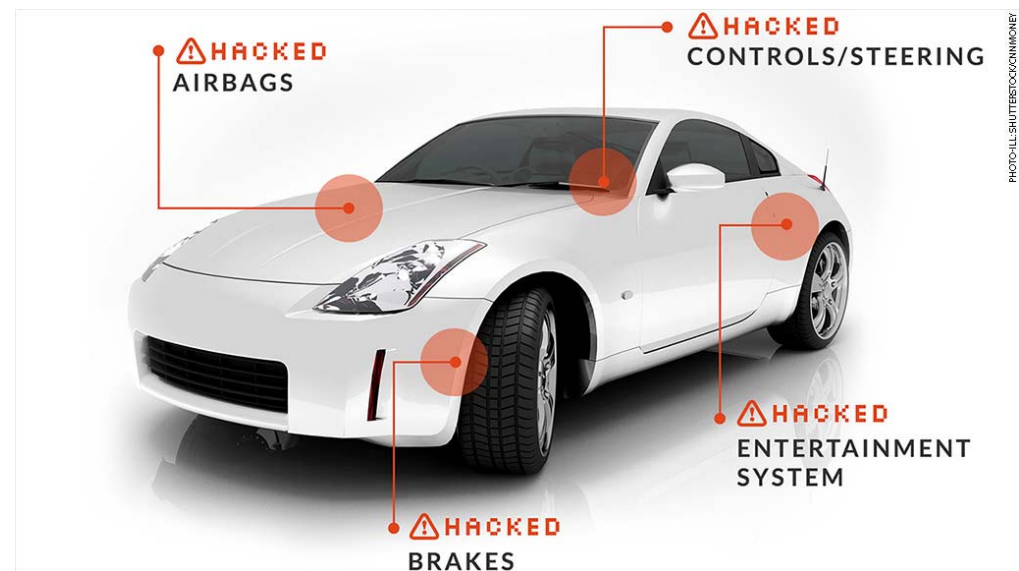 HACKED
AIRBAGS
HACKED
CONTROLS/STEERING
HACKED
ENTERTAINMENT
SYSTEM
HACKED
BRAKES
PHOTO-ILL: SHUTTERSTOCK/CNNMONEY